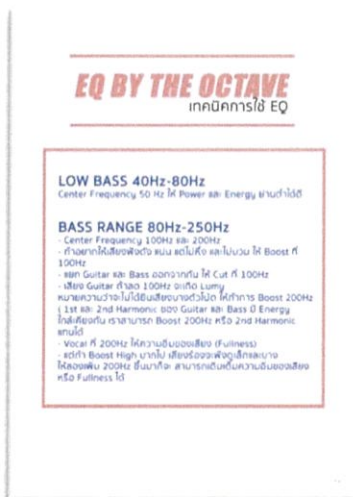 EQ BY THE OCTAVE
เทคนิคการใช้ EQ
LOW BASS 40Hz-80Hz
Center Frequency 50 Hz ให้ Power และ Energy ย่านต่ำได้ดี
BASS RANGE 80Hz-250Hz
- Center Frequency 100Hz และ 200Hz
- ถ้าอยากให้เสียงฟังดัง แน่น แต่ไม่หึ่ง และไม่บวม ให้ Boost ที่
100Hz
- แยก Guitar และ Bass ออกจากกัน ให้ Cut ที่ 100Hz
- เสียง Guitar ถ้าลด 100Hz จะเกิด Lumy
หมายความว่าจะไม่ได้ยินเสียงบางตัวโน้ต ให้ทำการ Boost 200Hz
( 1st และ 2nd Harmonic ของ Guitar และ Bass มี Energy
ใกล้เคียงกัน เราสามารถ Boost 200Hz หรือ 2nd Harmonic
แทนได้
- Vocal ที่ 200Hz ให้ความอิ่มของเสียง (Fullness)
- แต่ถ้า Boost High มากไป เสียงร้องจะฟังดูเล็กและบาง
ให้ลองเพิ่ม 200Hz ขึ้นมาก็จะ สามารถเติมเต็มความอิ่มของเสียง
หรือ Fullness ได้